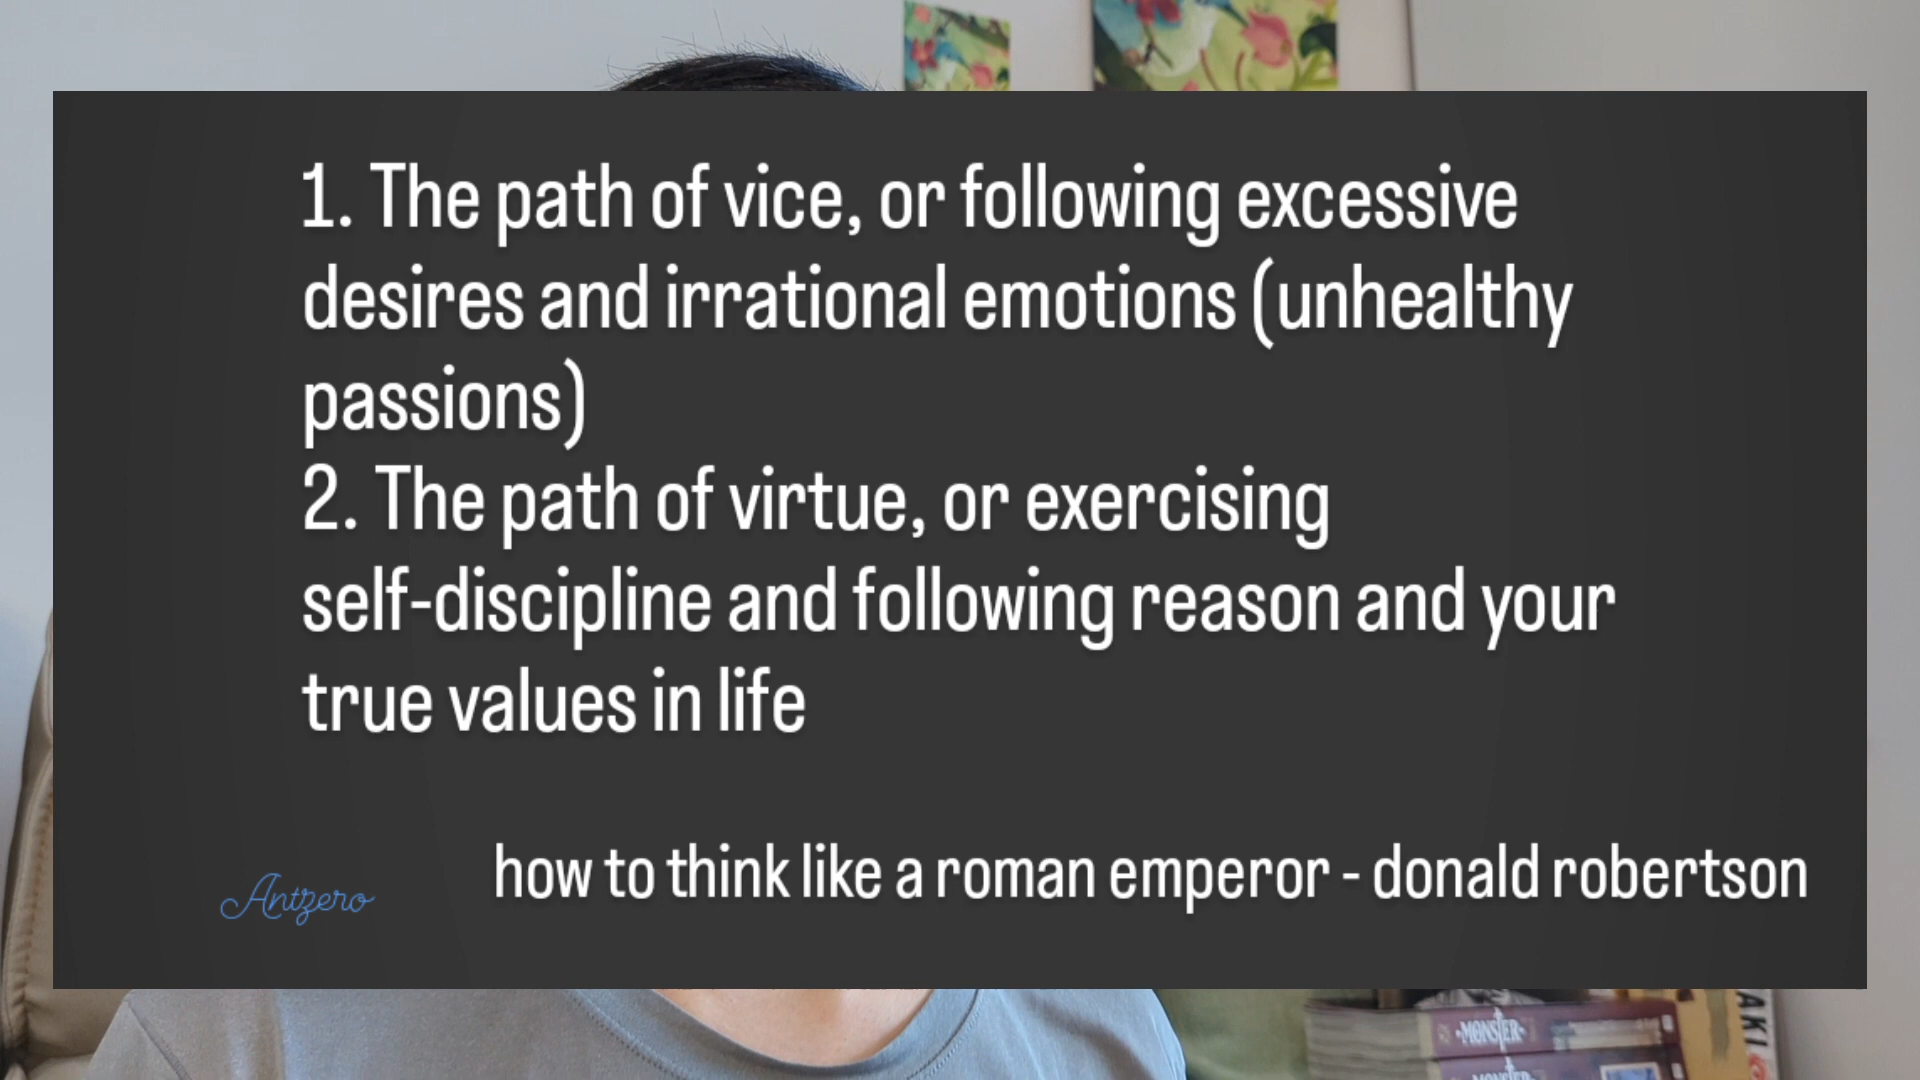 1. The path of vice, or following excessive
desires and irrational emotions (unhealthy
passions)
2. The path of virtue, or exercising
self-discipline and following reason and your
true values in life
how to think like a roman emperor - donald robertson
Antzero
MONSTER
MONSTER